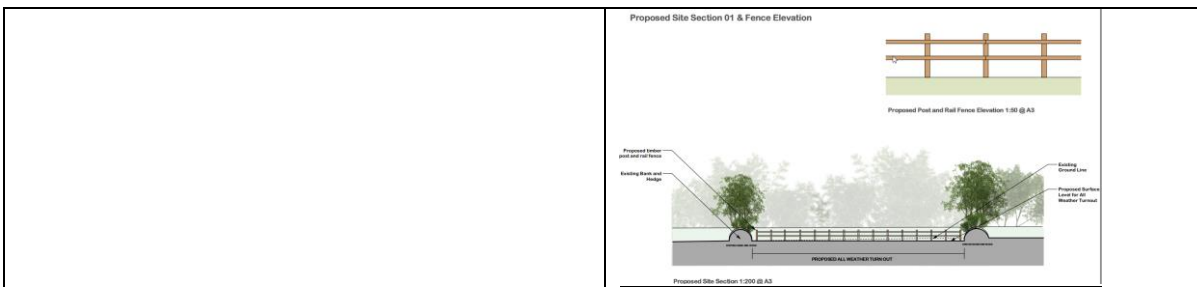 Proposed Site Section 01 & Fence Elevation
Proposed Post and Rail Fence Elevation 1:50 @ A3
Proposed timber
post and rail fence
Existing Bank and
Hedge
Existing
Ground Line
Proposed Surface
Level for All
Weather Turnout
PROPOSED ALL WEATHER TURN OUT
Proposed Site Section 1:200 @ A3